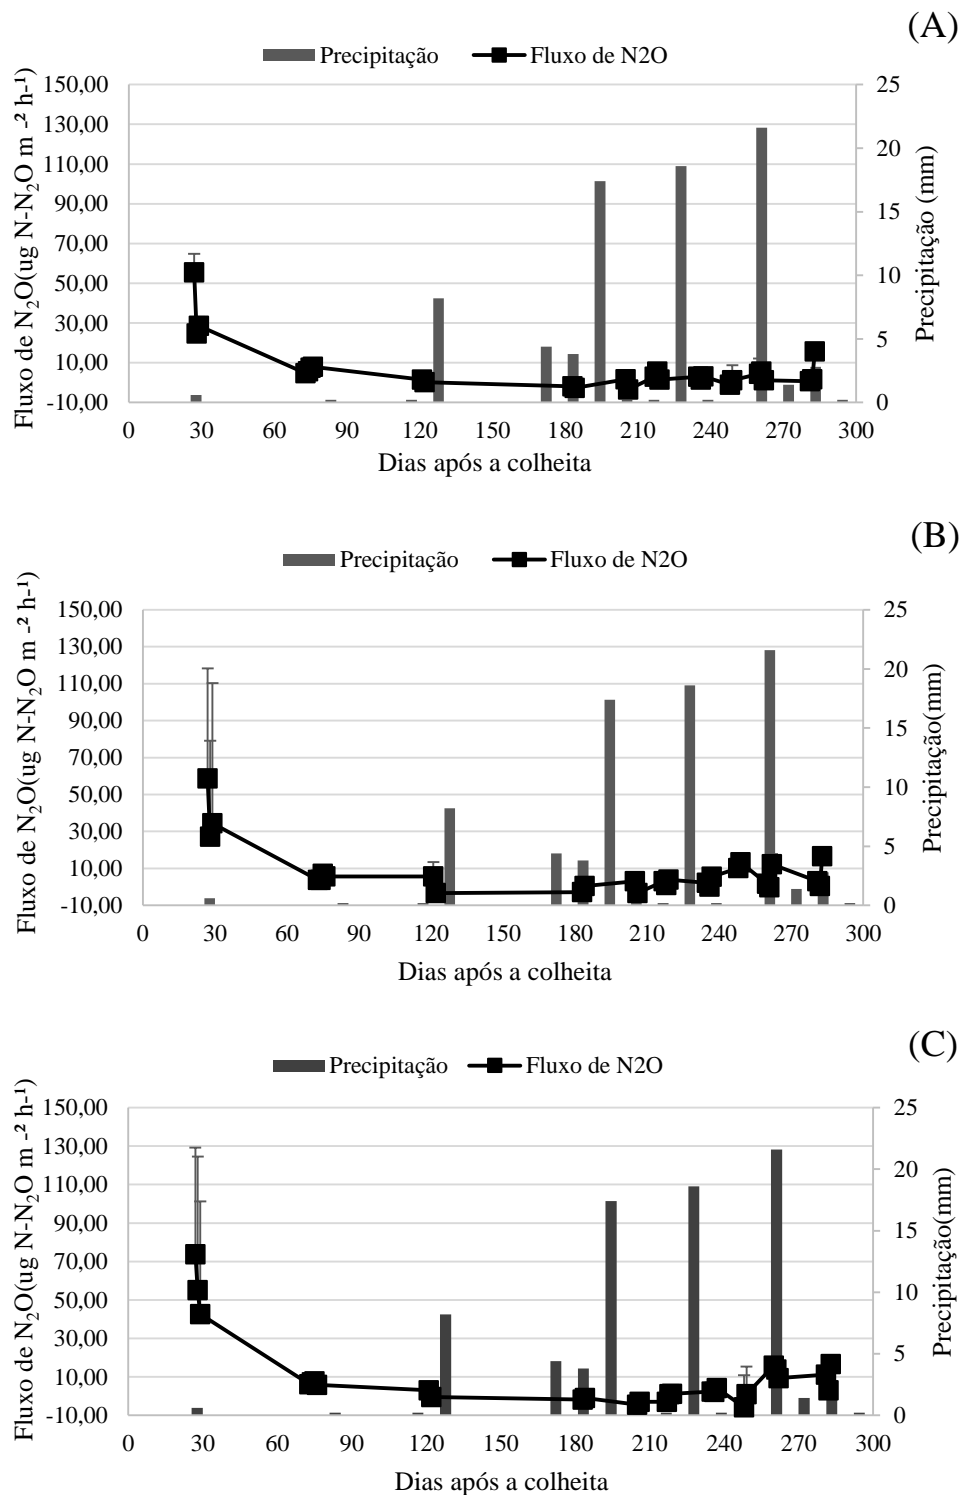 (A)
Precipitação Fluxo de N2O
Fluxo de N₂O(ug N-N₂O m -² h-¹)
150,00
130,00
110,00
90,00
70,00
50,00
30,00
10,00
-10,00
25
20
15
10
5
0
Precipitação (mm)
0 30 60 90 120 150 180 210 240 270 300
Dias após a colheita
(B)
Precipitação Fluxo de N2O
Fluxo de N₂O(ug N-N₂O m -² h-¹)
150,00
130,00
110,00
90,00
70,00
50,00
30,00
10,00
-10,00
25
20
15
10
5
0
Precipitação(mm)
0 30 60 90 120 150 180 210 240 270 300
Dias após a colheita
(C)
Precipitação Fluxo de N2O
Fluxo de N₂O(ug N-N₂O m -² h-¹)
150,00
130,00
110,00
90,00
70,00
50,00
30,00
10,00
-10,00
25
20
15
10
5
0
Precipitação(mm)
0 30 60 90 120 150 180 210 240 270 300
Dias após a colheita